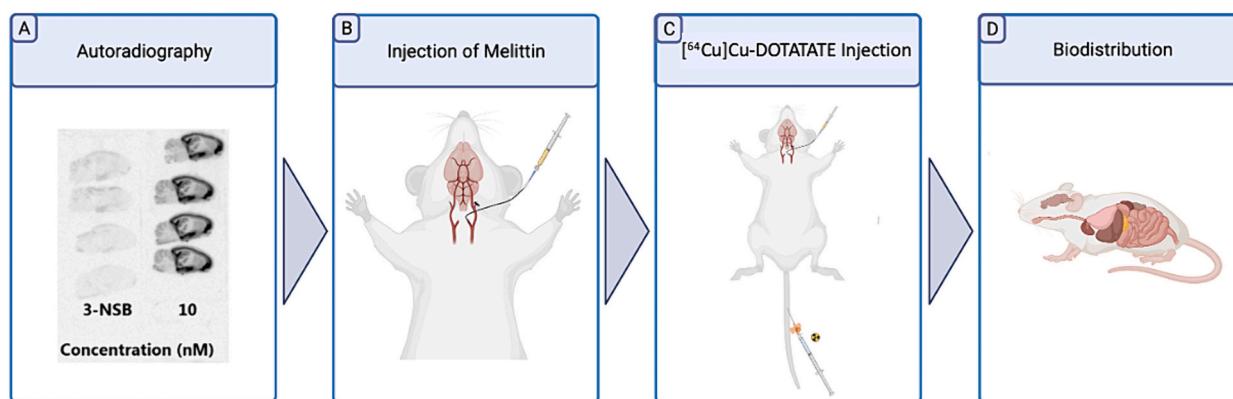 A
Autoradiography
3-NSB 10
Concentration (nM)
B
Injection of Melittin
C
[⁶⁴Cu]Cu-DOTATATE Injection
D
Biodistribution